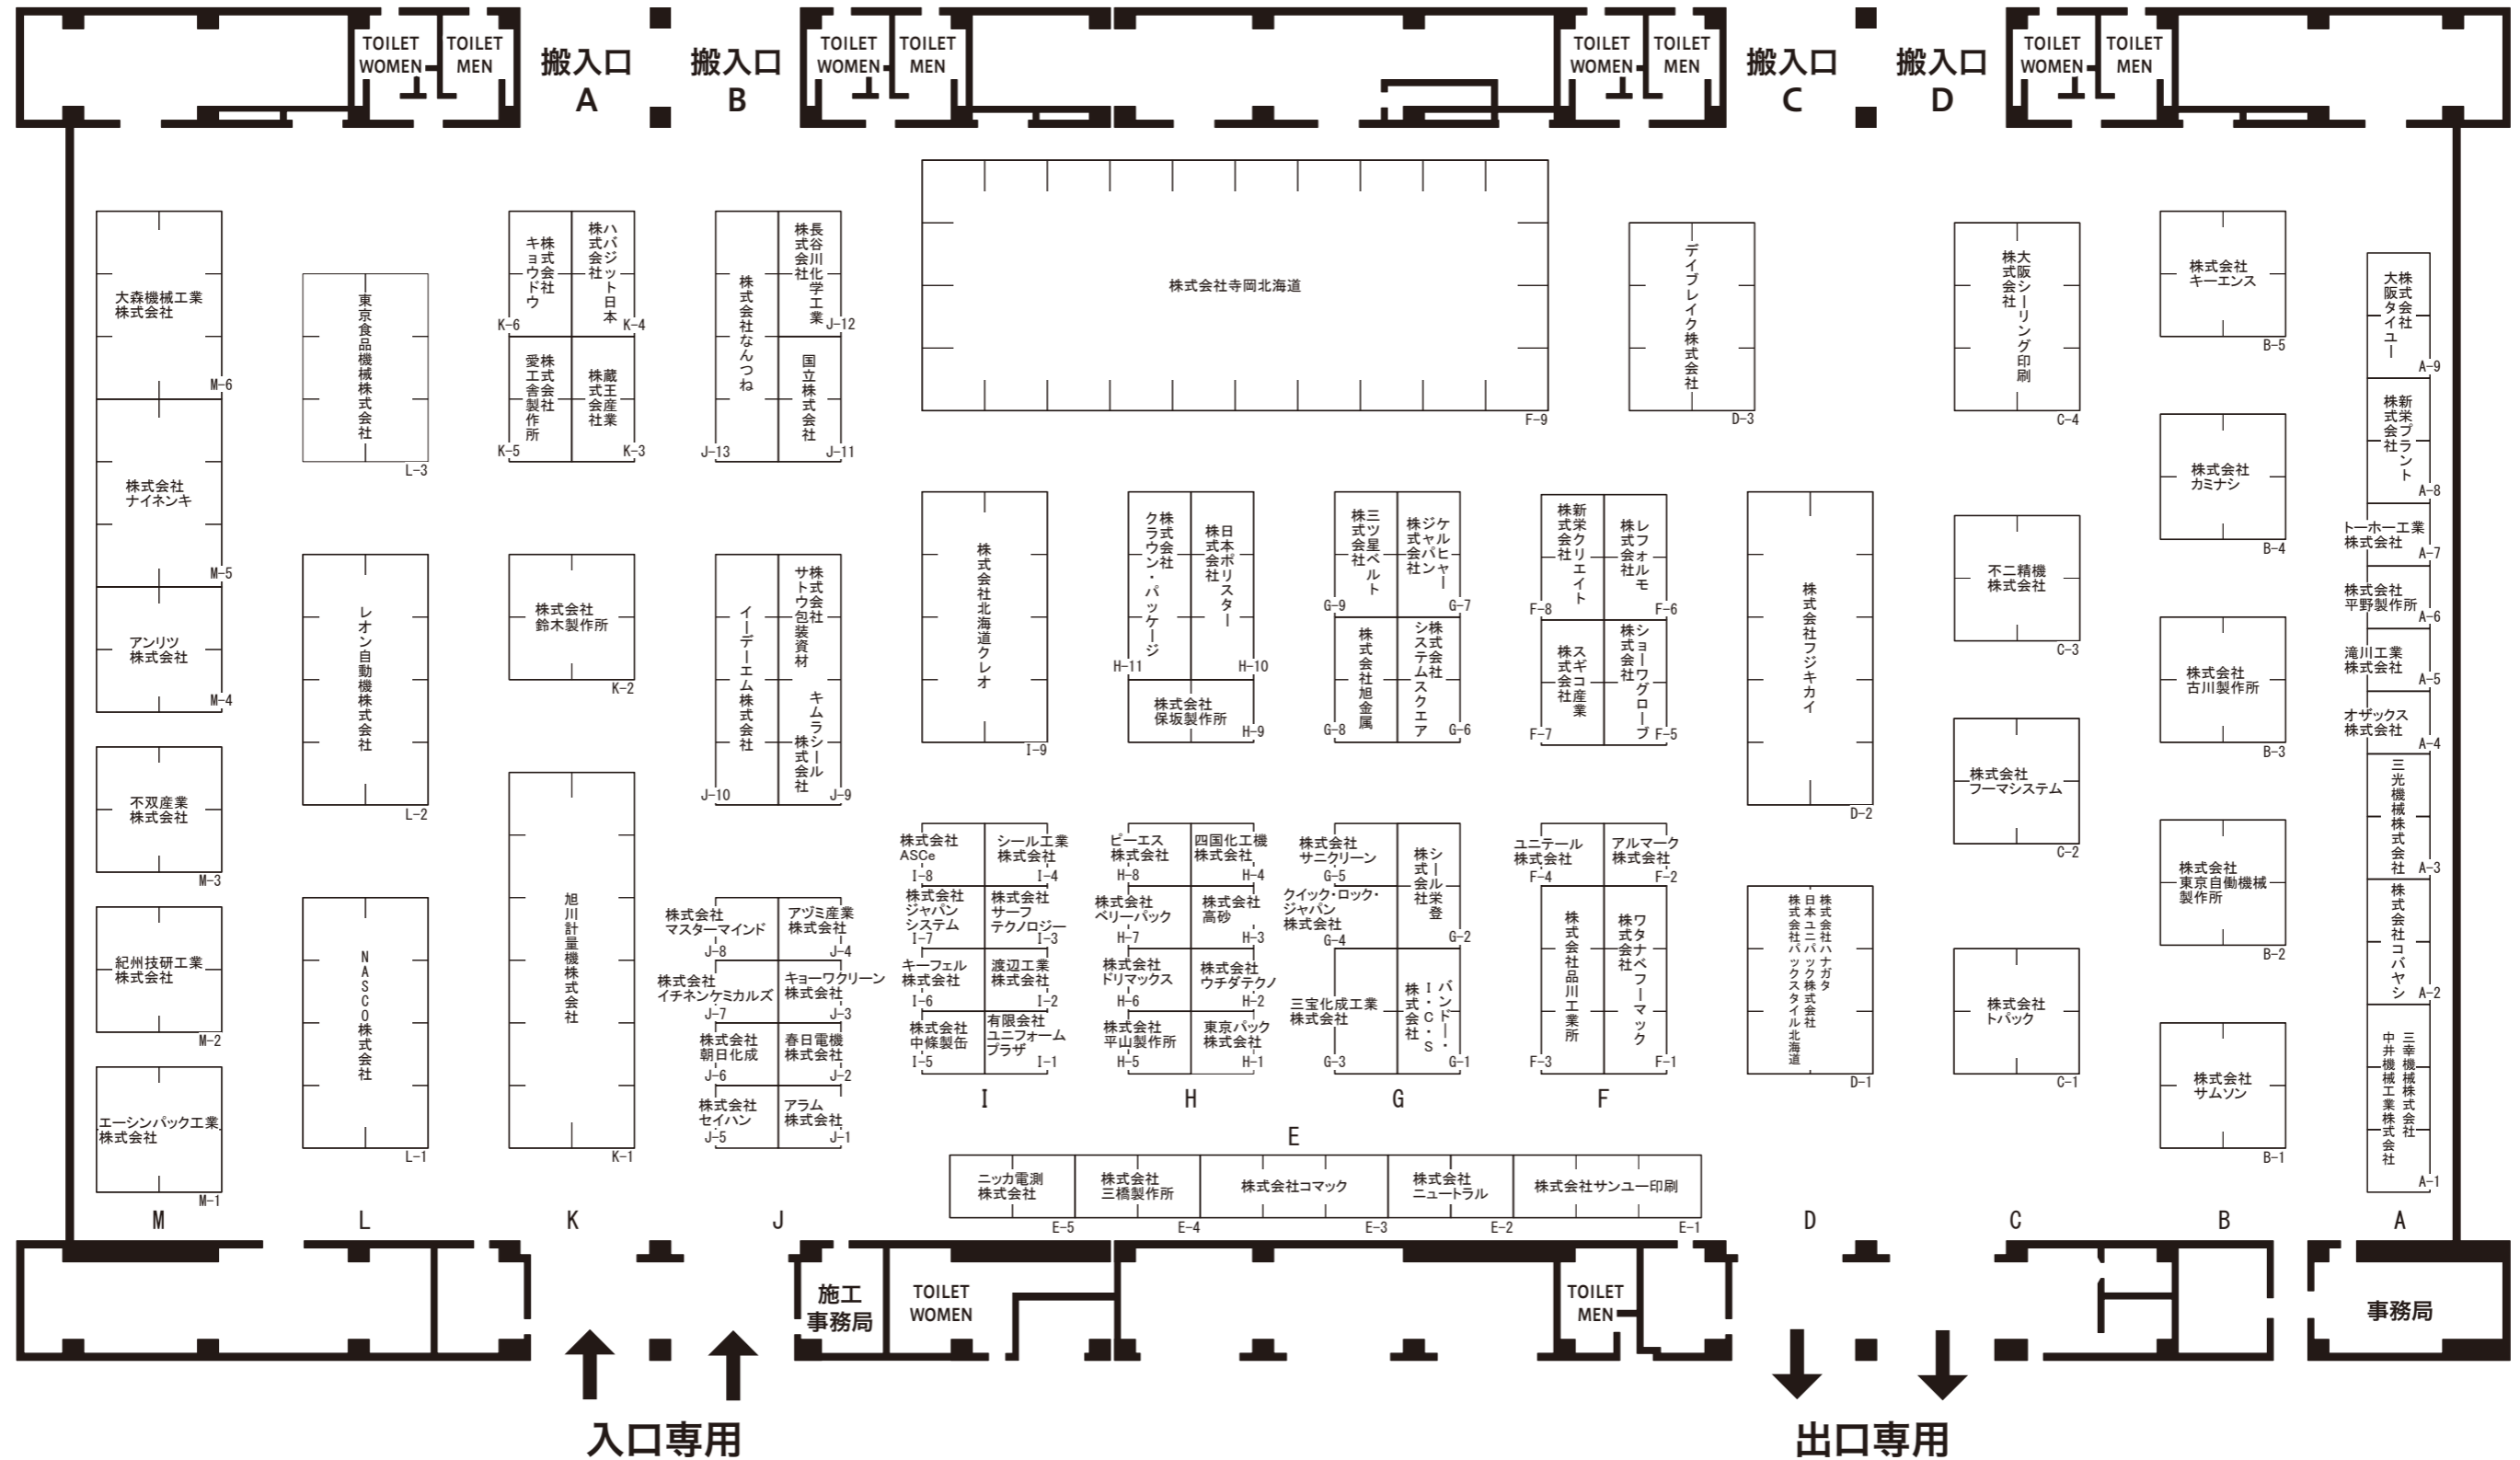 TOILET
WOMEN
TOILET
MEN
搬入口
A
搬入口
B
TOILET
WOMEN
TOILET
MEN
TOILET
WOMEN
TOILET
MEN
搬入口
C
搬入口
D
TOILET
WOMEN
TOILET
MEN
大森機械工業
株式会社
M-6
株式会社
ナイネンキ
M-5
アンリツ
株式会社
M-4
不双産業
株式会社
M-3
紀州技研工業
株式会社
M-2
エーシンパック工業
株式会社
M-1
M
東京食品機械株式会社
L-3
レオン自動機株式会社
L-2
NASCO株式会社
L-1
L
株式会社
キョウドウ
K-6
ハバジット日本
株式会社
K-4
株式会社
愛工舎製作所
K-5
蔵王産業
株式会社
K-3
株式会社
鈴木製作所
K-2
旭川計量機株式会社
K-1
K
株式会社なんつね
J-13
長谷川化学工業
株式会社
J-12
国立株式会社
J-11
イーデーエム株式会社
J-10
株式会社
サトウ包装資材
キムラシール
株式会社
J-9
株式会社
マスターマインド
J-8
アヅミ産業
株式会社
J-4
株式会社
イチネンケミカルズ
J-7
キョーワクリーン
株式会社
J-3
株式会社
朝日化成
J-6
春日電機
株式会社
J-2
株式会社
セイハン
J-5
アラム
株式会社
J-1
J
株式会社寺岡北海道
F-9
株式会社北海道クレオ
I-9
株式会社
ASCe
I-8
シール工業
株式会社
I-4
株式会社
ジャパン
システム
I-7
株式会社
サーフ
テクノロジー
I-3
キーフェル
株式会社
I-6
渡辺工業
株式会社
I-2
株式会社
中條製缶
I-5
有限会社
ユニフォーム
プラザ
I-1
I
株式会社
クラウン・パッケージ
H-11
日本ポリスター
株式会社
H-10
株式会社
保坂製作所
H-9
ピーエス
株式会社
H-8
四国化工機
株式会社
H-4
株式会社
ベリーパック
H-7
株式会社
高砂
H-3
株式会社
ドリマックス
H-6
株式会社
ウチダテクノ
H-2
株式会社
平山製作所
H-5
東京パック
株式会社
H-1
H
三ツ星ベルト
株式会社
G-9
ケルヒャー
ジャパン
株式会社
G-7
株式会社旭金属
G-8
株式会社
システムスクエア
G-6
株式会社
サニクリーン
G-5
シール栄登
株式会社
G-2
クイック・ロック・
ジャパン
株式会社
G-4
三宝化成工業
株式会社
G-3
バンドー・
I・C・S
株式会社
G-1
G
新栄クリエイト
株式会社
F-8
レフォルモ
株式会社
F-6
スギコ産業
株式会社
F-7
ショーワグローブ
株式会社
F-5
ユニテール
株式会社
F-4
アルマーク
株式会社
F-2
株式会社品川工業所
F-3
ワタナベフーマック
株式会社
F-1
F
E
ニッカ電測
株式会社
E-5
株式会社
三橋製作所
E-4
株式会社コマック
E-3
株式会社
ニュートラル
E-2
株式会社サンユー印刷
E-1
デイブレイク株式会社
D-3
株式会社フジキカイ
D-2
株式会社ハナガタ
日本ユニパック株式会社
株式会社パックスタイル北海道
D-1
D
大阪シーリング印刷
株式会社
C-4
不二精機
株式会社
C-3
株式会社
フーマシステム
C-2
株式会社
トパック
C-1
C
株式会社
キーエンス
B-5
株式会社
カミナシ
B-4
株式会社
古川製作所
B-3
株式会社
東京自働機械
製作所
B-2
株式会社
サムソン
B-1
B
株式会社
大阪タイユー
A-9
新栄プラント
株式会社
A-8
トーホー工業
株式会社
A-7
株式会社
平野製作所
A-6
滝川工業
株式会社
A-5
オザックス
株式会社
A-4
三光機械株式会社
A-3
株式会社コバヤシ
A-2
三幸機械株式会社
中井機械工業株式会社
A-1
A
施工
事務局
TOILET
WOMEN
TOILET
MEN
事務局
入口専用
出口専用